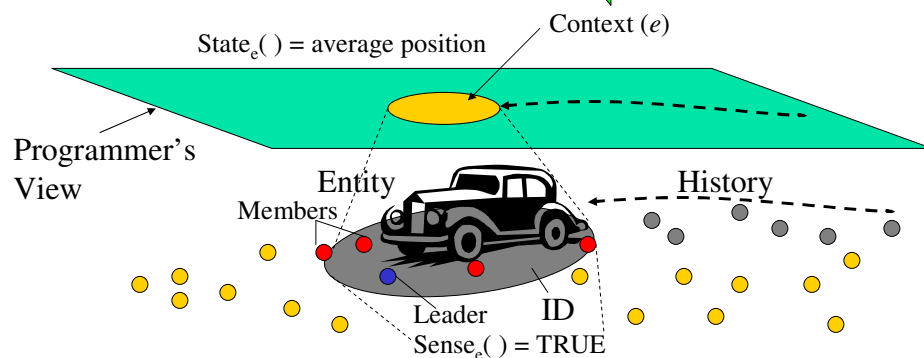 Context (e)
State_e( ) = average position
Programmer's
View
Entity
History
Members
ID
Leader
Sense_e( ) = TRUE